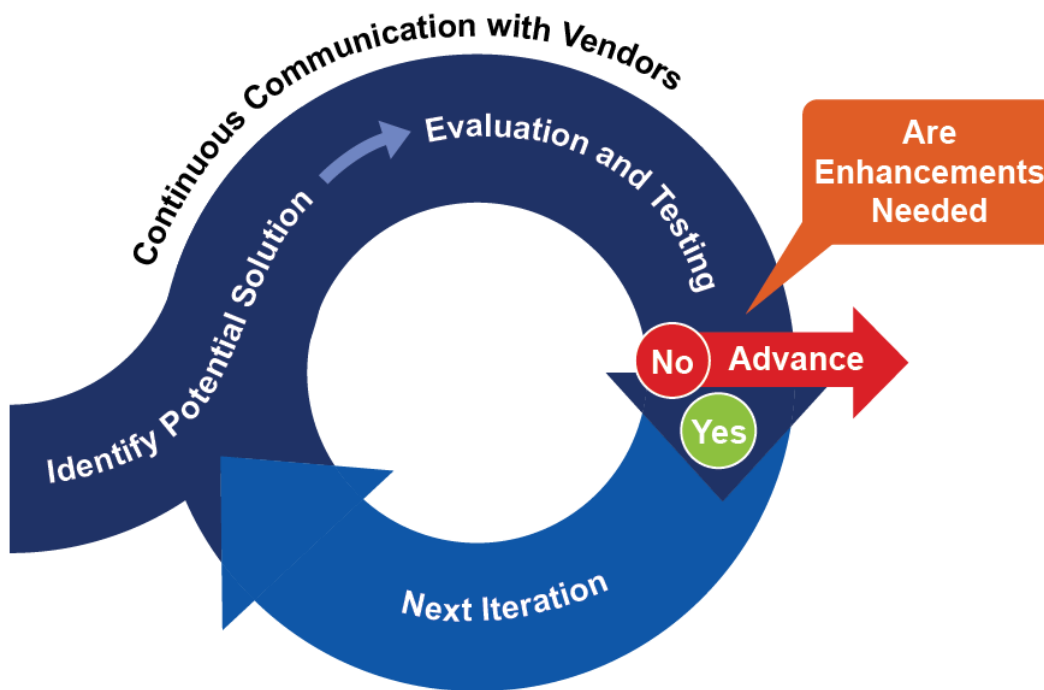 Continuous Communication with Vendors
Identify Potential Solution
Evaluation and Testing
Are
Enhancements
Needed
No
Advance
Yes
Next Iteration